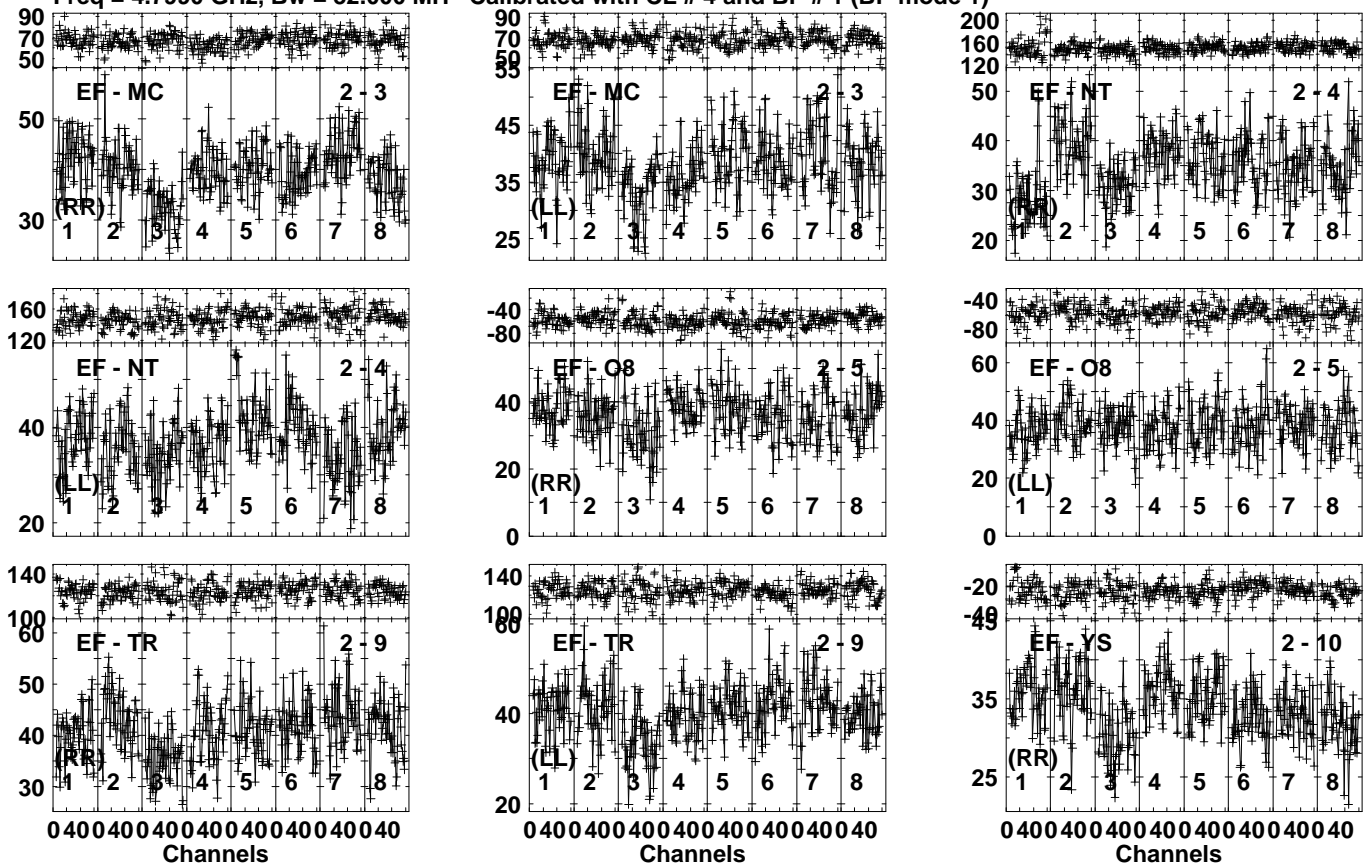 Calibrated with CL # 4 and BP # 1 (BP mode 1)
90 70 50
EF - MC 2 - 3
50 30
(RR)
1 2 3 4 5 6 7 8
90 70 50
EF - MC 2 - 3
55 45 35 25
(LL)
1 2 3 4 5 6 7 8
200 160 120
EF - NT 2 - 4
50 40 30 20
(RR)
1 2 3 4 5 6 7 8
160 120
EF - NT 2 - 4
40 20
(LL)
1 2 3 4 5 6 7 8
-40 -80
EF - O8 2 - 5
40 20 0
(RR)
1 2 3 4 5 6 7 8
-40 -80
EF - O8 2 - 5
60 40 20 0
(LL)
1 2 3 4 5 6 7 8
140 100
EF - TR 2 - 9
60 50 40 30
(RR)
1 2 3 4 5 6 7 8
140 100
EF - TR 2 - 9
60 40 20
(LL)
1 2 3 4 5 6 7 8
-20 -40
EF - YS 2 - 10
45 35 25
(RR)
1 2 3 4 5 6 7 8
0 40 0 40 0 40 0 40 0 40 0 40 0 40 0 40
0 40 0 40 0 40 0 40 0 40 0 40 0 40 0 40
0 40 0 40 0 40 0 40 0 40 0 40 0 40 0 40
Channels
Channels
Channels